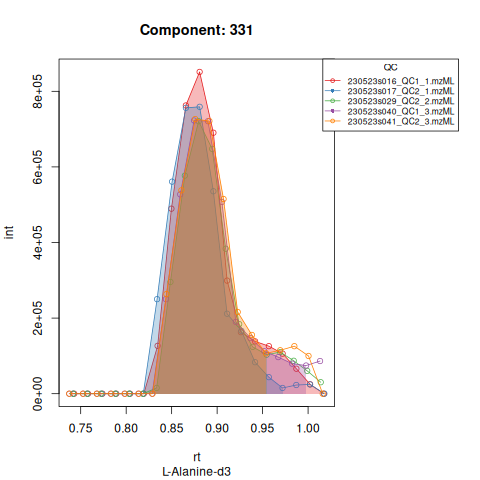 Component: 331
QC
230523s016_QC1_1.mzML
230523s017_QC2_1.mzML
230523s029_QC2_2.mzML
230523s040_QC1_3.mzML
230523s041_QC2_3.mzML
int
8e+05
6e+05
4e+05
2e+05
0e+00
0.75 0.80 0.85 0.90 0.95 1.00
rt
L-Alanine-d3